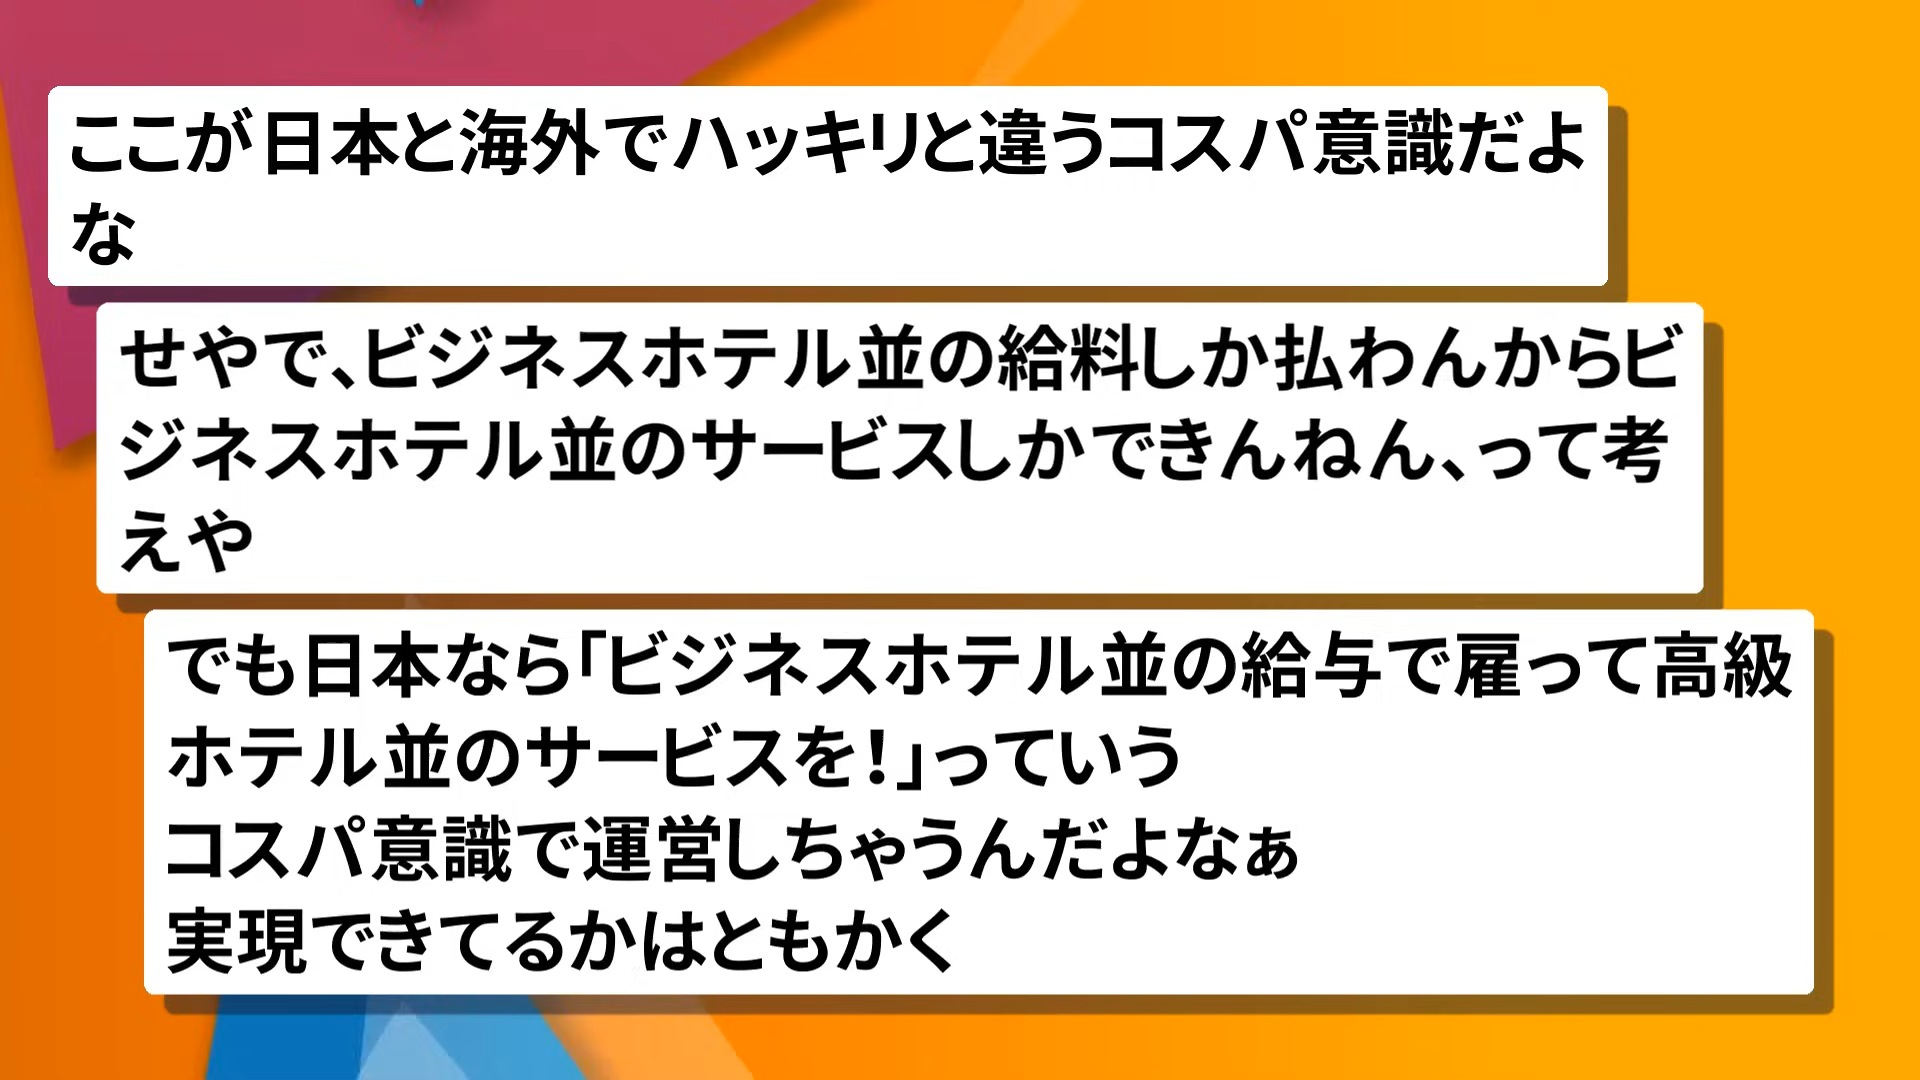 ここが日本と海外でハッキリと違うコスパ意識だよ
な
せやで、ビジネスホテル並の給料しか払わんからビ
ジネスホテル並のサービスしかできんねん、って考
えや
でも日本なら「ビジネスホテル並の給与で雇って高級
ホテル並のサービスを！」っていう
コスパ意識で運営しちゃうんだよなぁ
実現できてるかはともかく